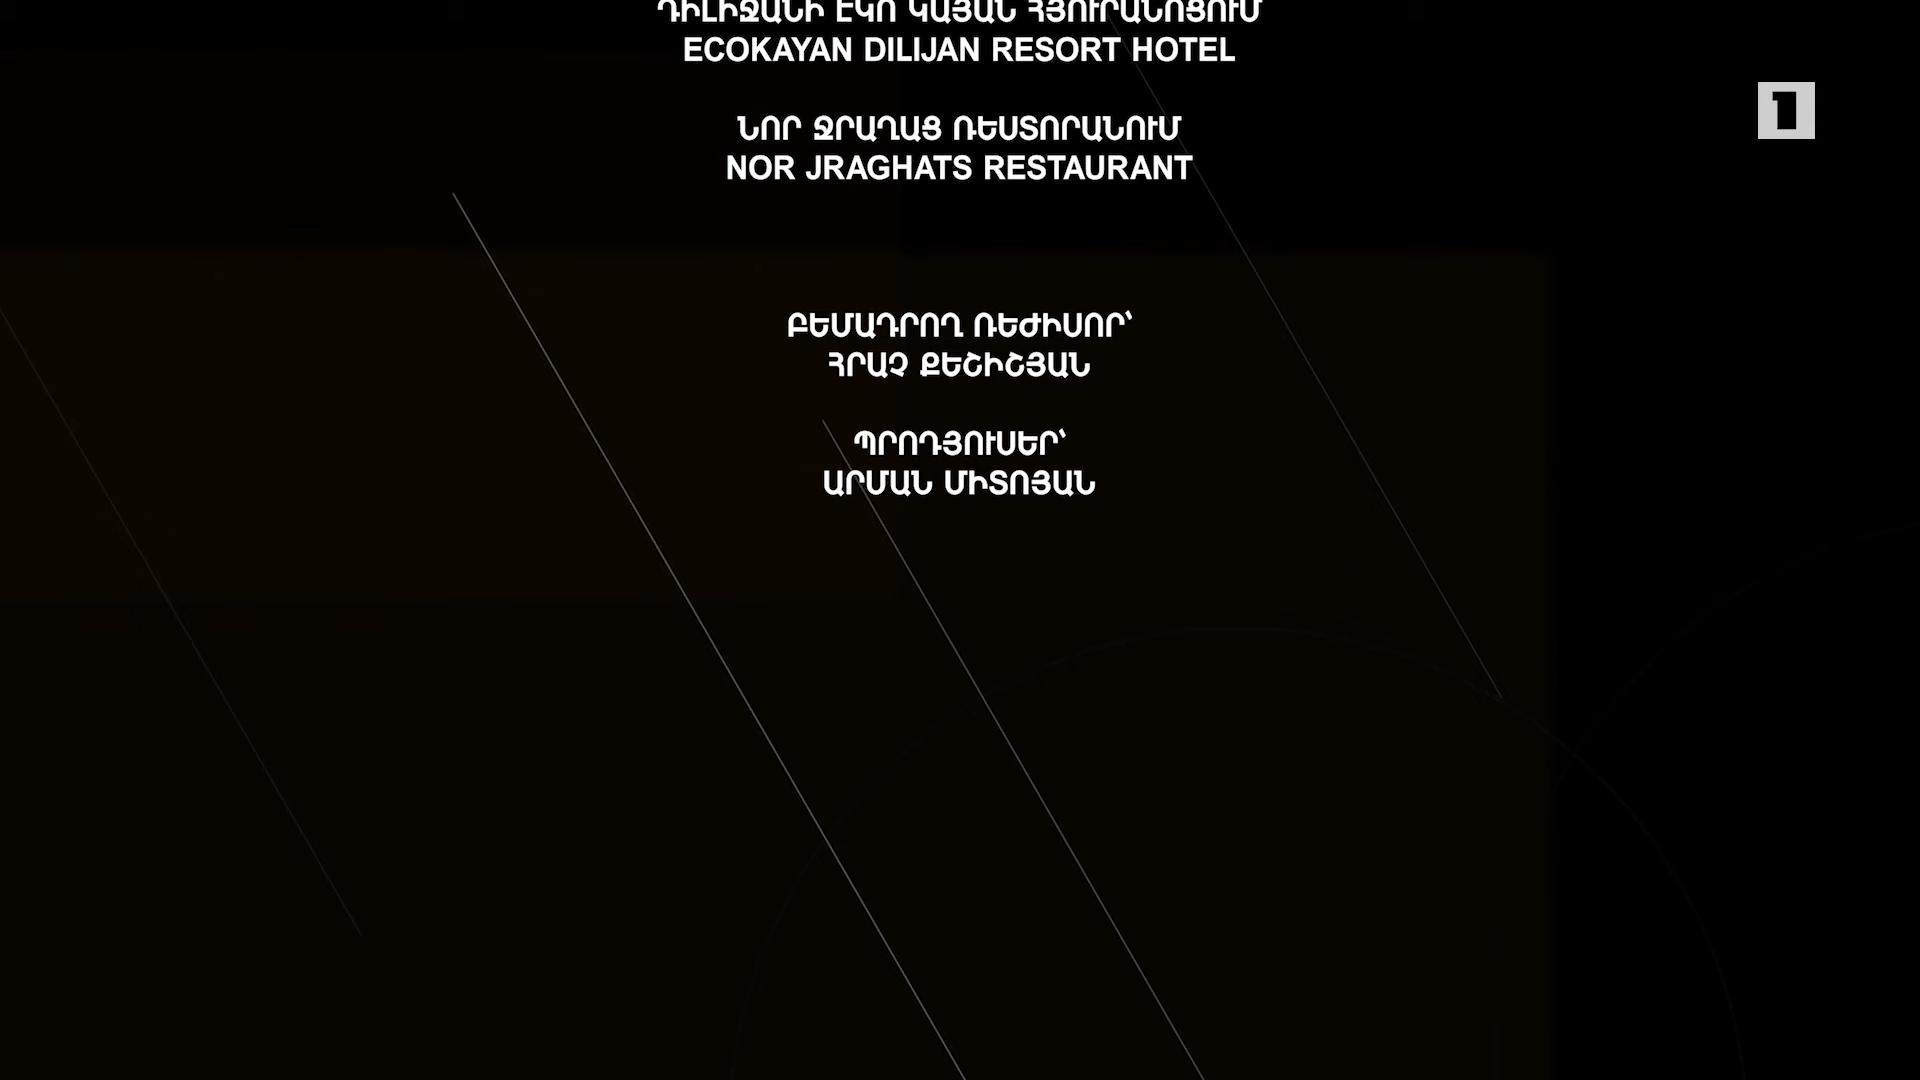 ԴԻԼԻՋԱՆԻ ԷԿՈ ԿԱՅԱՆ ՀՅՈՒՐԱՆՈՑՈՒՄ
ECOKAYAN DILIJAN RESORT HOTEL
ՆՈՐ ՋՐԱՂԱՑ ՌԵՍՏՈՐԱՆՈՒՄ
NOR JRAGHATS RESTAURANT
ԲԵՄԱԴՐՈՂ ՌԵԺԻՍՈՐ՝
ՀՐԱՉ ՔԵՇԻՇՅԱՆ
ՊՐՈԴՅՈՒՍԵՐ՝
ԱՐՄԱՆ ՄԻՏՈՅԱՆ
1